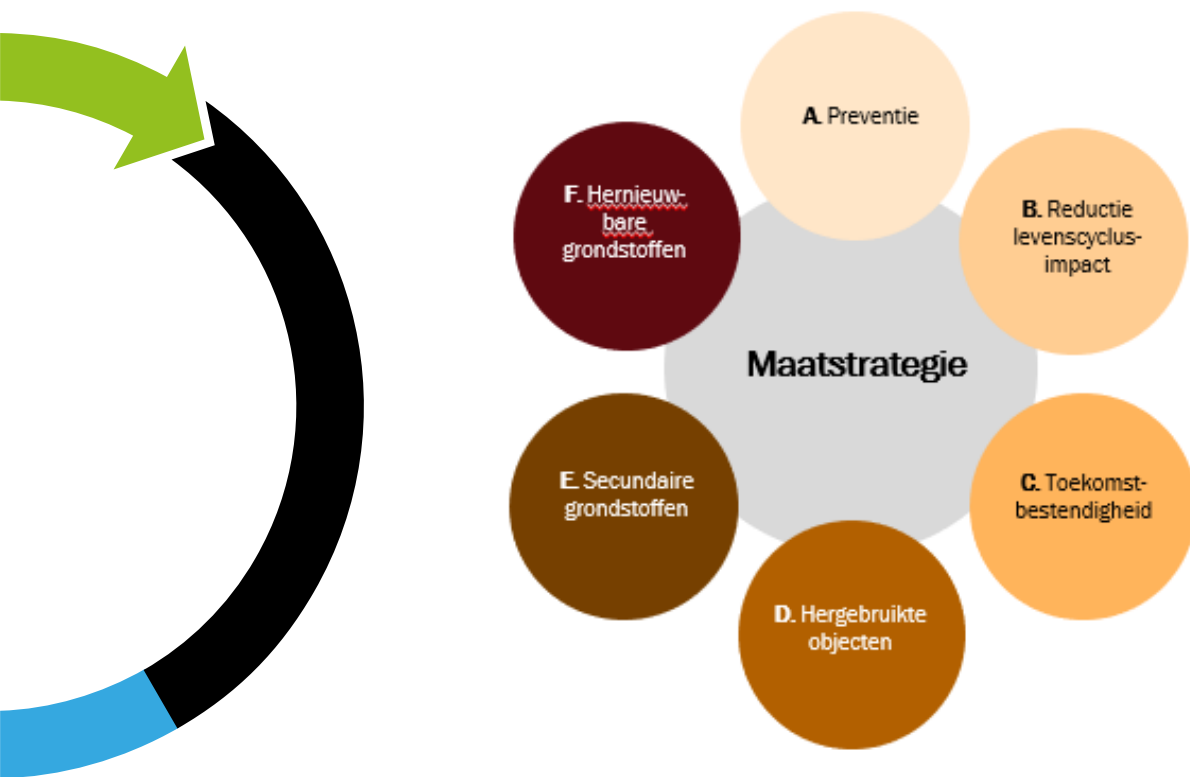 A. Preventie
B. Reductie
levenscyclus-
impact
C. Toekomst-
bestendigheid
D. Hergebruikte
objecten
E. Secundaire
grondstoffen
F. Hernieuw-
bare
grondstoffen
Maatstrategie